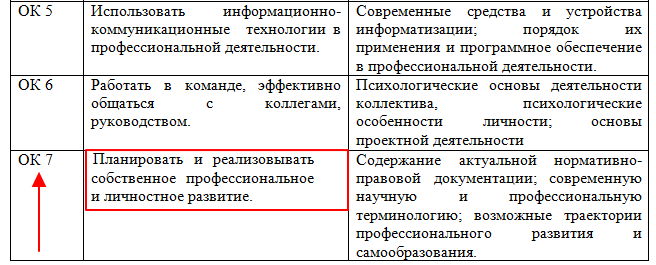 ОК 5
Использовать информационно-
коммуникационные технологии в
профессиональной деятельности.
Современные средства и устройства
информатизации; порядок их
применения и программное обеспечение
в профессиональной деятельности.
ОК 6
Работать в команде, эффективно
общаться с коллегами,
руководством.
Психологические основы деятельности
коллектива, психологические
особенности личности; основы
проектной деятельности
ОК 7
Планировать и реализовывать
собственное профессиональное
и личностное развитие.
Содержание актуальной нормативно-
правовой документации; современную
научную и профессиональную
терминологию; возможные траектории
профессионального развития и
самообразования.